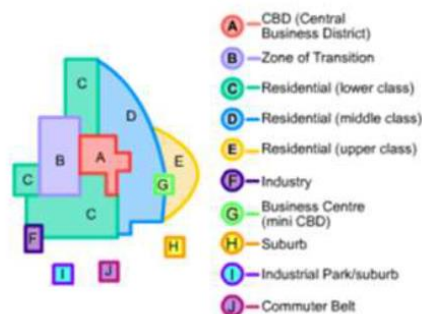 C
D
B
A
E
C
G
C
F
H
I
J
A CBD (Central
Business District)
B Zone of Transition
C Residential (lower class)
D Residential (middle class)
E Residential (upper class)
F Industry
G Business Centre
(mini CBD)
H Suburb
I Industrial Park/suburb
J Commuter Belt